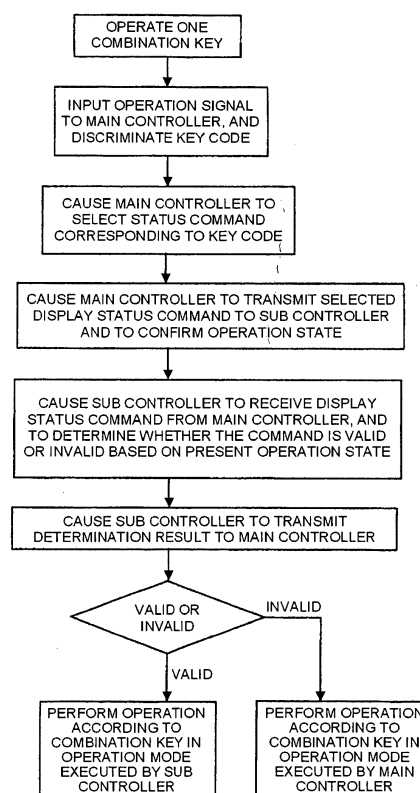 OPERATE ONE
COMBINATION KEY
INPUT OPERATION SIGNAL
TO MAIN CONTROLLER, AND
DISCRIMINATE KEY CODE
CAUSE MAIN CONTROLLER TO
SELECT STATUS COMMAND
CORRESPONDING TO KEY CODE
CAUSE MAIN CONTROLLER TO TRANSMIT SELECTED
DISPLAY STATUS COMMAND TO SUB CONTROLLER
AND TO CONFIRM OPERATION STATE
CAUSE SUB CONTROLLER TO RECEIVE DISPLAY
STATUS COMMAND FROM MAIN CONTROLLER, AND
TO DETERMINE WHETHER THE COMMAND IS VALID
OR INVALID BASED ON PRESENT OPERATION STATE
CAUSE SUB CONTROLLER TO TRANSMIT
DETERMINATION RESULT TO MAIN CONTROLLER
VALID OR
INVALID
INVALID
VALID
PERFORM OPERATION
ACCORDING TO
COMBINATION KEY IN
OPERATION MODE
EXECUTED BY SUB
CONTROLLER
PERFORM OPERATION
ACCORDING TO
COMBINATION KEY IN
OPERATION MODE
EXECUTED BY MAIN
CONTROLLER